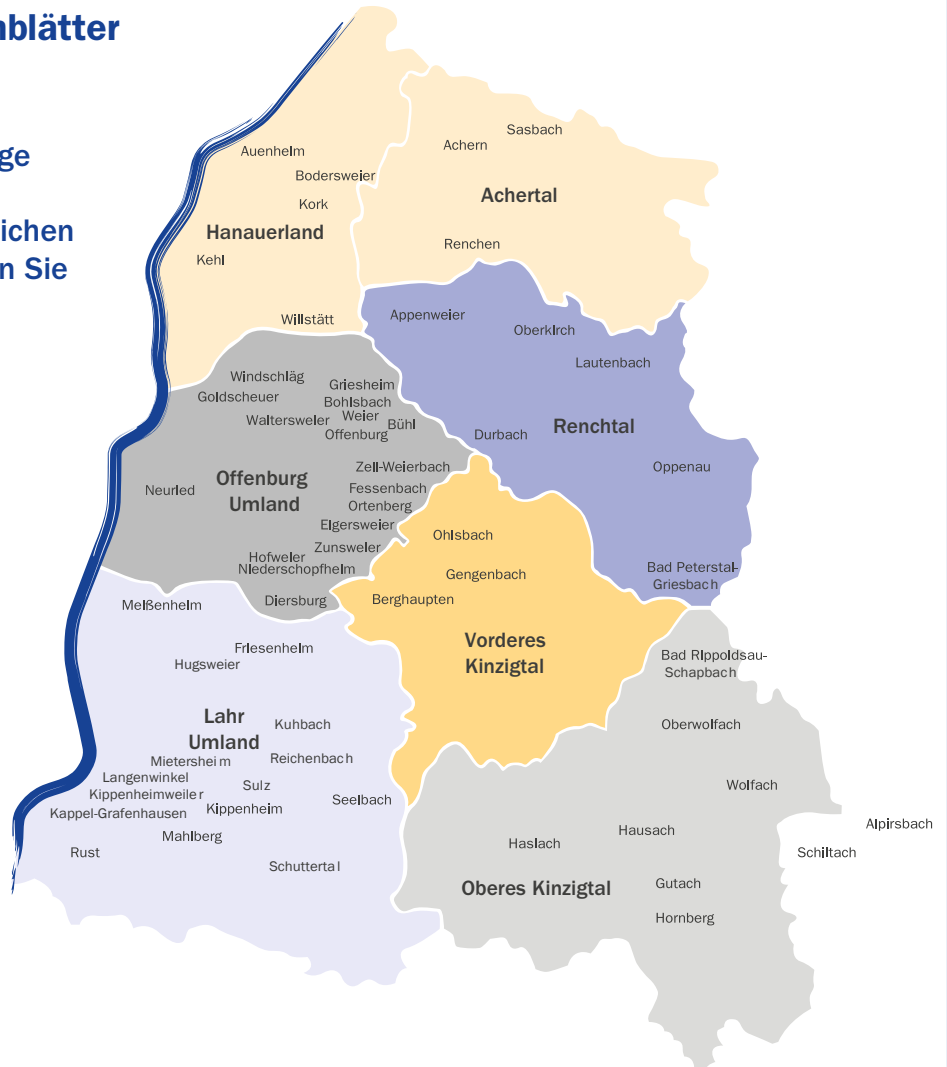 nblätter
ge
ichen
n Sie
Sasbach
Achern
Auenheim
Bodersweier
Achertal
Kork
Hanauerland
Renchen
Kehl
Appenweier
Willstätt
Oberkirch
Lautenbach
Windschläg
Griesheim
Goldscheuer
Bohlsbach
Waltersweier
Weier
Bühl
Offenburg
Durbach
Renchtal
Zell-Weierbach
Oppenau
Offenburg
Umland
Neuried
Fessenbach
Ortenberg
Elgersweier
Ohlsbach
Zunsweier
Hofweier
Niederschopfheim
Bad Peterstal-
Griesbach
Gengenbach
Diersburg
Berghaupten
Meißenheim
Vorderes
Kinzigtal
Friesenheim
Hugsweier
Bad Rippoldsau-
Schapbach
Lahr
Umland
Kuhbach
Oberwolfach
Mietersheim
Reichenbach
Langenwinkel
Sulz
Wolfach
Kippenheimweiler
Seelbach
Kappel-Grafenhausen
Kippenheim
Mahlberg
Hausach
Alpirsbach
Haslach
Rust
Schiltach
Schuttertal
Oberes Kinzigtal
Gutach
Hornberg